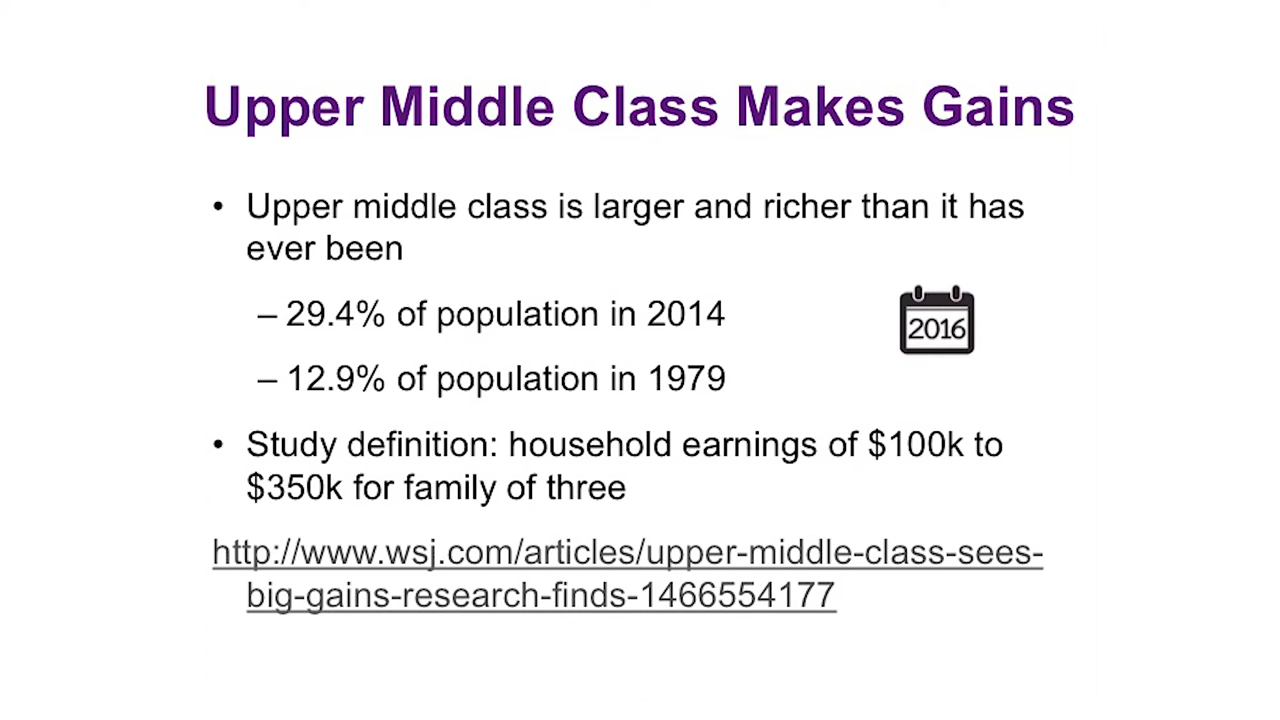 Upper Middle Class Makes Gains
• Upper middle class is larger and richer than it has
ever been
– 29.4% of population in 2014
2016
– 12.9% of population in 1979
• Study definition: household earnings of $100k to
$350k for family of three
http://www.wsj.com/articles/upper-middle-class-sees-
big-gains-research-finds-1466554177